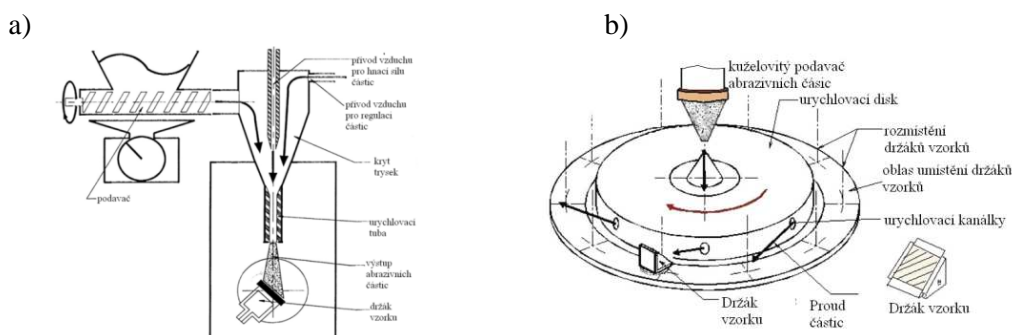 a)
přívod vzduchu
pro hnací sílu
částic
přívod vzduchu
pro regulaci
částic
kryt
trysek
podavač
urychlovací
tuba
výstup
abrazivních
částic
držák
vzorku
b)
kuželovitý podavač
abrazivních čásic
urychlovací disk
rozmístění
držáků vzorků
oblas umístění držáků
vzorků
urychlovací kanálky
Držák
vzorku
Proud
částic
Držák vzorku